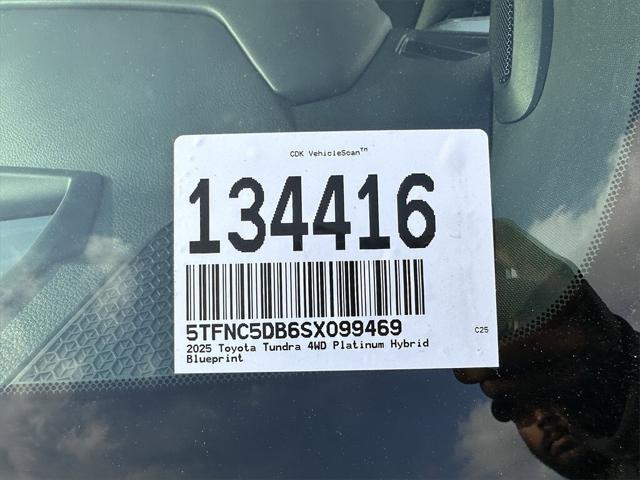 CDK VehicleScan™
134416
5TFNC5DB6SX099469
C25
2025 Toyota Tundra 4WD Platinum Hybrid
Blueprint